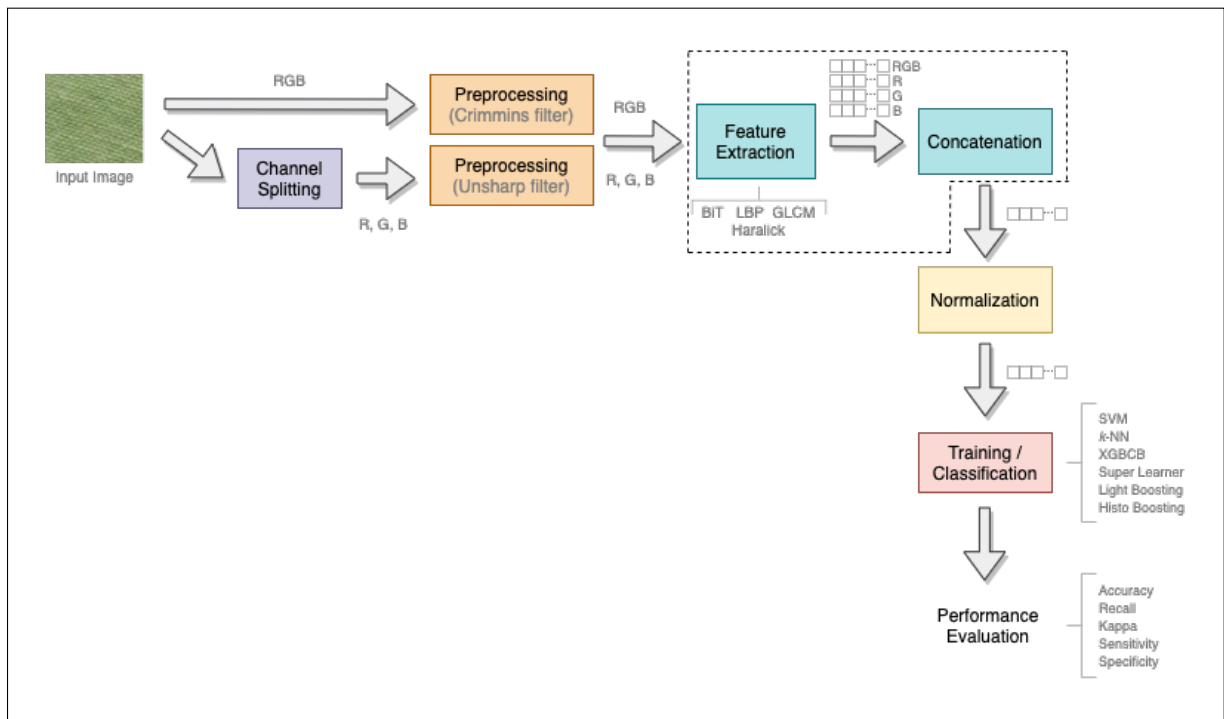 RGB
Input Image
Channel
Splitting
R, G, B
Preprocessing
(Crimmins filter)
Preprocessing
(Unsharp filter)
RGB
R, G, B
Feature
Extraction
BIT LBP GLCM
Haralick
RGB
R
G
B
Concatenation
Normalization
Training /
Classification
SVM
k-NN
XGBCB
Super Learner
Light Boosting
Histo Boosting
Performance
Evaluation
Accuracy
Recall
Kappa
Sensitivity
Specificity